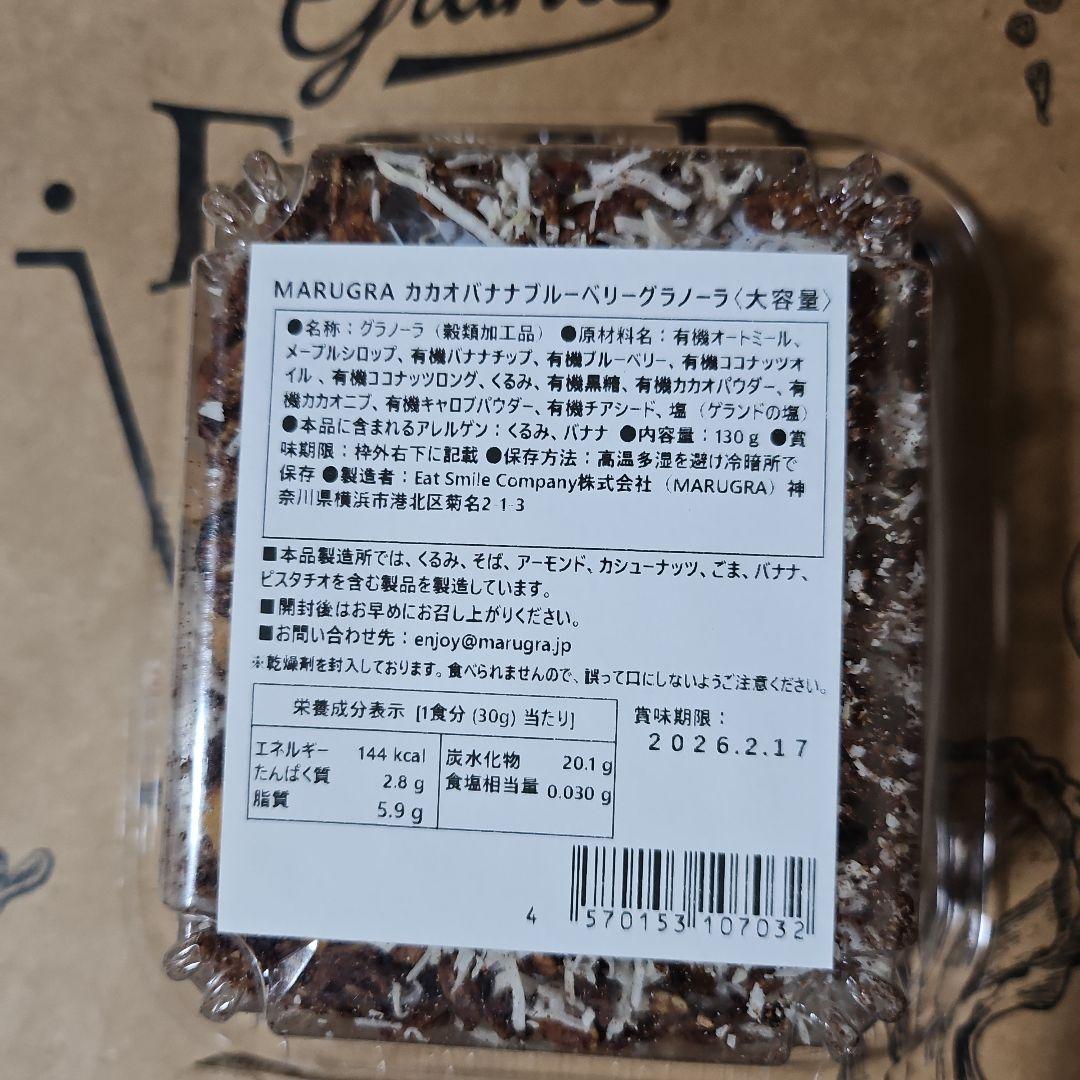 MARUGRA カカオバナナブルーベリーグラノーラ〈大容量〉
●名称：グラノーラ（穀類加工品） ●原材料名：有機オートミール、
メープルシロップ、有機バナナチップ、有機ブルーベリー、有機ココナッツオ
イル、有機ココナッツロング、くるみ、有機黒糖、有機カカオパウダー、有
機カカオニブ、有機キャロブパウダー、有機チアシード、塩（ゲランドの塩）
●本品に含まれるアレルゲン：くるみ、バナナ ●内容量：130ｇ ●賞
味期限：枠外右下に記載 ●保存方法：高温多湿を避け冷暗所で
保存 ●製造者：Eat Smile Company株式会社（MARUGRA）神
奈川県横浜市港北区菊名2-1-3
■本品製造所では、くるみ、そば、アーモンド、カシューナッツ、ごま、バナナ、
ピスタチオを含む製品を製造しています。
■開封後はお早めにお召し上がりください。
■お問い合わせ先：enjoy@marugra.jp
※乾燥剤を封入しております。食べられませんので、誤って口にしないようご注意ください。
栄養成分表示 [1食分 (30g) 当たり]
エネルギー 144 kcal
たんぱく質 2.8 g
脂質 5.9 g
炭水化物 20.1 g
食塩相当量 0.030 g
賞味期限：
2026.2.17
4 570153 107032